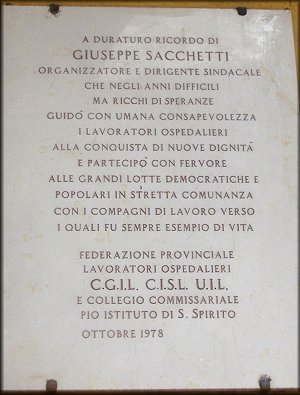 A DURATURO RICORDO DI
GIUSEPPE SACCHETTI
ORGANIZZATORE E DIRIGENTE SINDACALE
CHE NEGLI ANNI DIFFICILI
MA RICCHI DI SPERANZE
GUIDÒ CON UMANA CONSAPEVOLEZZA
I LAVORATORI OSPEDALIERI
ALLA CONQUISTA DI NUOVE DIGNITÀ
E PARTECIPÒ CON FERVORE
ALLE GRANDI LOTTE DEMOCRATICHE E
POPOLARI IN STRETTA COMUNANZA
CON I COMPAGNI DI LAVORO VERSO
I QUALI FU SEMPRE ESEMPIO DI VITA
FEDERAZIONE PROVINCIALE
LAVORATORI OSPEDALIERI
C.G.I.L. C.I.S.L. U.I.L.
E COLLEGIO COMMISSARIALE
PIO ISTITUTO DI S. SPIRITO
OTTOBRE 1978